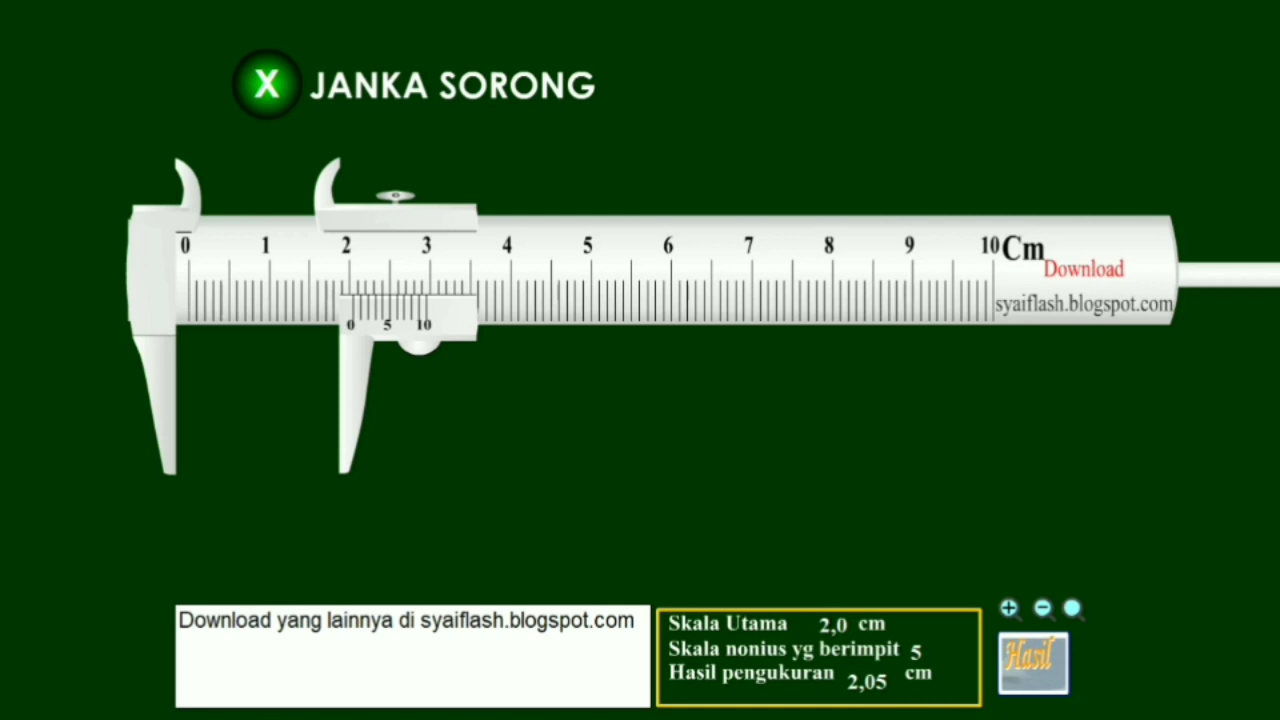 X JANKA SORONG
0 1 2 3 4 5 6 7 8 9 10 Cm
Download
syaiflash.blogspot.com
0 5 10
Download yang lainnya di syaiflash.blogspot.com
Skala Utama 2,0 cm
Skala nonius yg berimpit 5
Hasil pengukuran 2,05 cm
Hasil